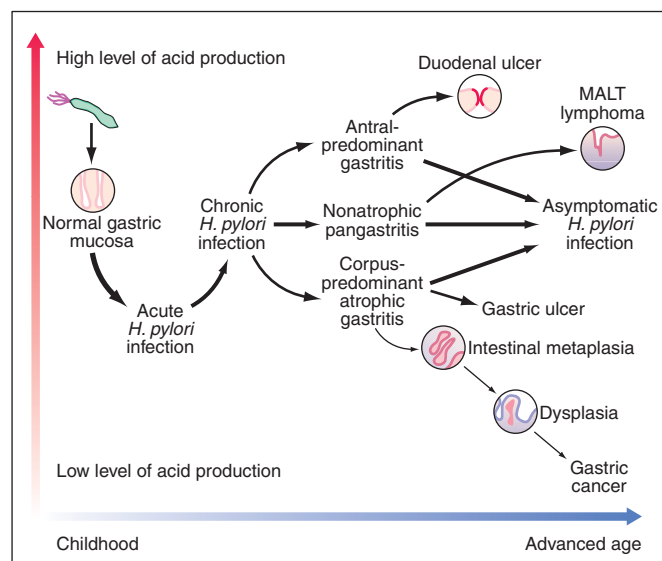 High level of acid production
Duodenal ulcer
MALT
lymphoma
Antral-
predominant
gastritis
Normal gastric
mucosa
Chronic
H. pylori
infection
Nonatrophic
pangastritis
Asymptomatic
H. pylori
infection
Corpus-
predominant
atrophic
gastritis
Acute
H. pylori
infection
Gastric ulcer
Intestinal metaplasia
Dysplasia
Gastric
cancer
Low level of acid production
Childhood
Advanced age